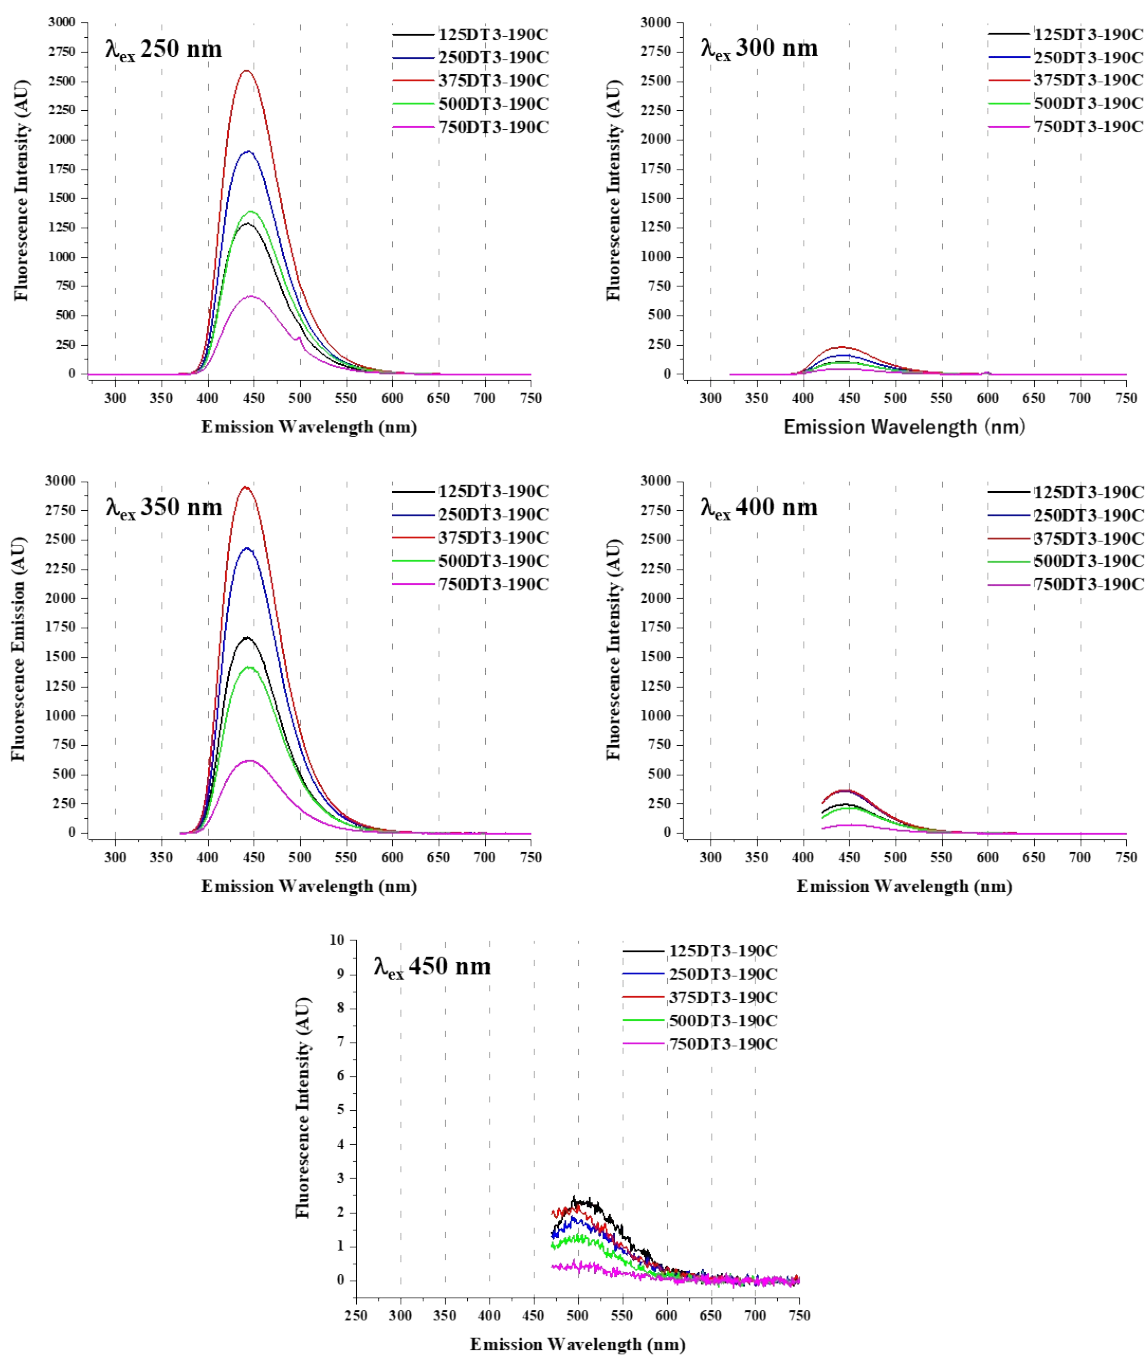 λex 250 nm
125DT3-190C
250DT3-190C
375DT3-190C
500DT3-190C
750DT3-190C
Fluorescence Intensity (AU)
3000
2750
2500
2250
2000
1750
1500
1250
1000
750
500
250
0
300 350 400 450 500 550 600 650 700 750
Emission Wavelength (nm)
λex 300 nm
125DT3-190C
250DT3-190C
375DT3-190C
500DT3-190C
750DT3-190C
Fluorescence Intensity (AU)
3000
2750
2500
2250
2000
1750
1500
1250
1000
750
500
250
0
300 350 400 450 500 550 600 650 700 750
Emission Wavelength (nm)
λex 350 nm
125DT3-190C
250DT3-190C
375DT3-190C
500DT3-190C
750DT3-190C
Fluorescence Emission (AU)
3000
2750
2500
2250
2000
1750
1500
1250
1000
750
500
250
0
300 350 400 450 500 550 600 650 700 750
Emission Wavelength (nm)
λex 400 nm
125DT3-190C
250DT3-190C
375DT3-190C
500DT3-190C
750DT3-190C
Fluorescence Intensity (AU)
3000
2750
2500
2250
2000
1750
1500
1250
1000
750
500
250
0
300 350 400 450 500 550 600 650 700 750
Emission Wavelength (nm)
λex 450 nm
125DT3-190C
250DT3-190C
375DT3-190C
500DT3-190C
750DT3-190C
Fluorescence Intensity (AU)
10
9
8
7
6
5
4
3
2
1
0
250 300 350 400 450 500 550 600 650 700 750
Emission Wavelength (nm)